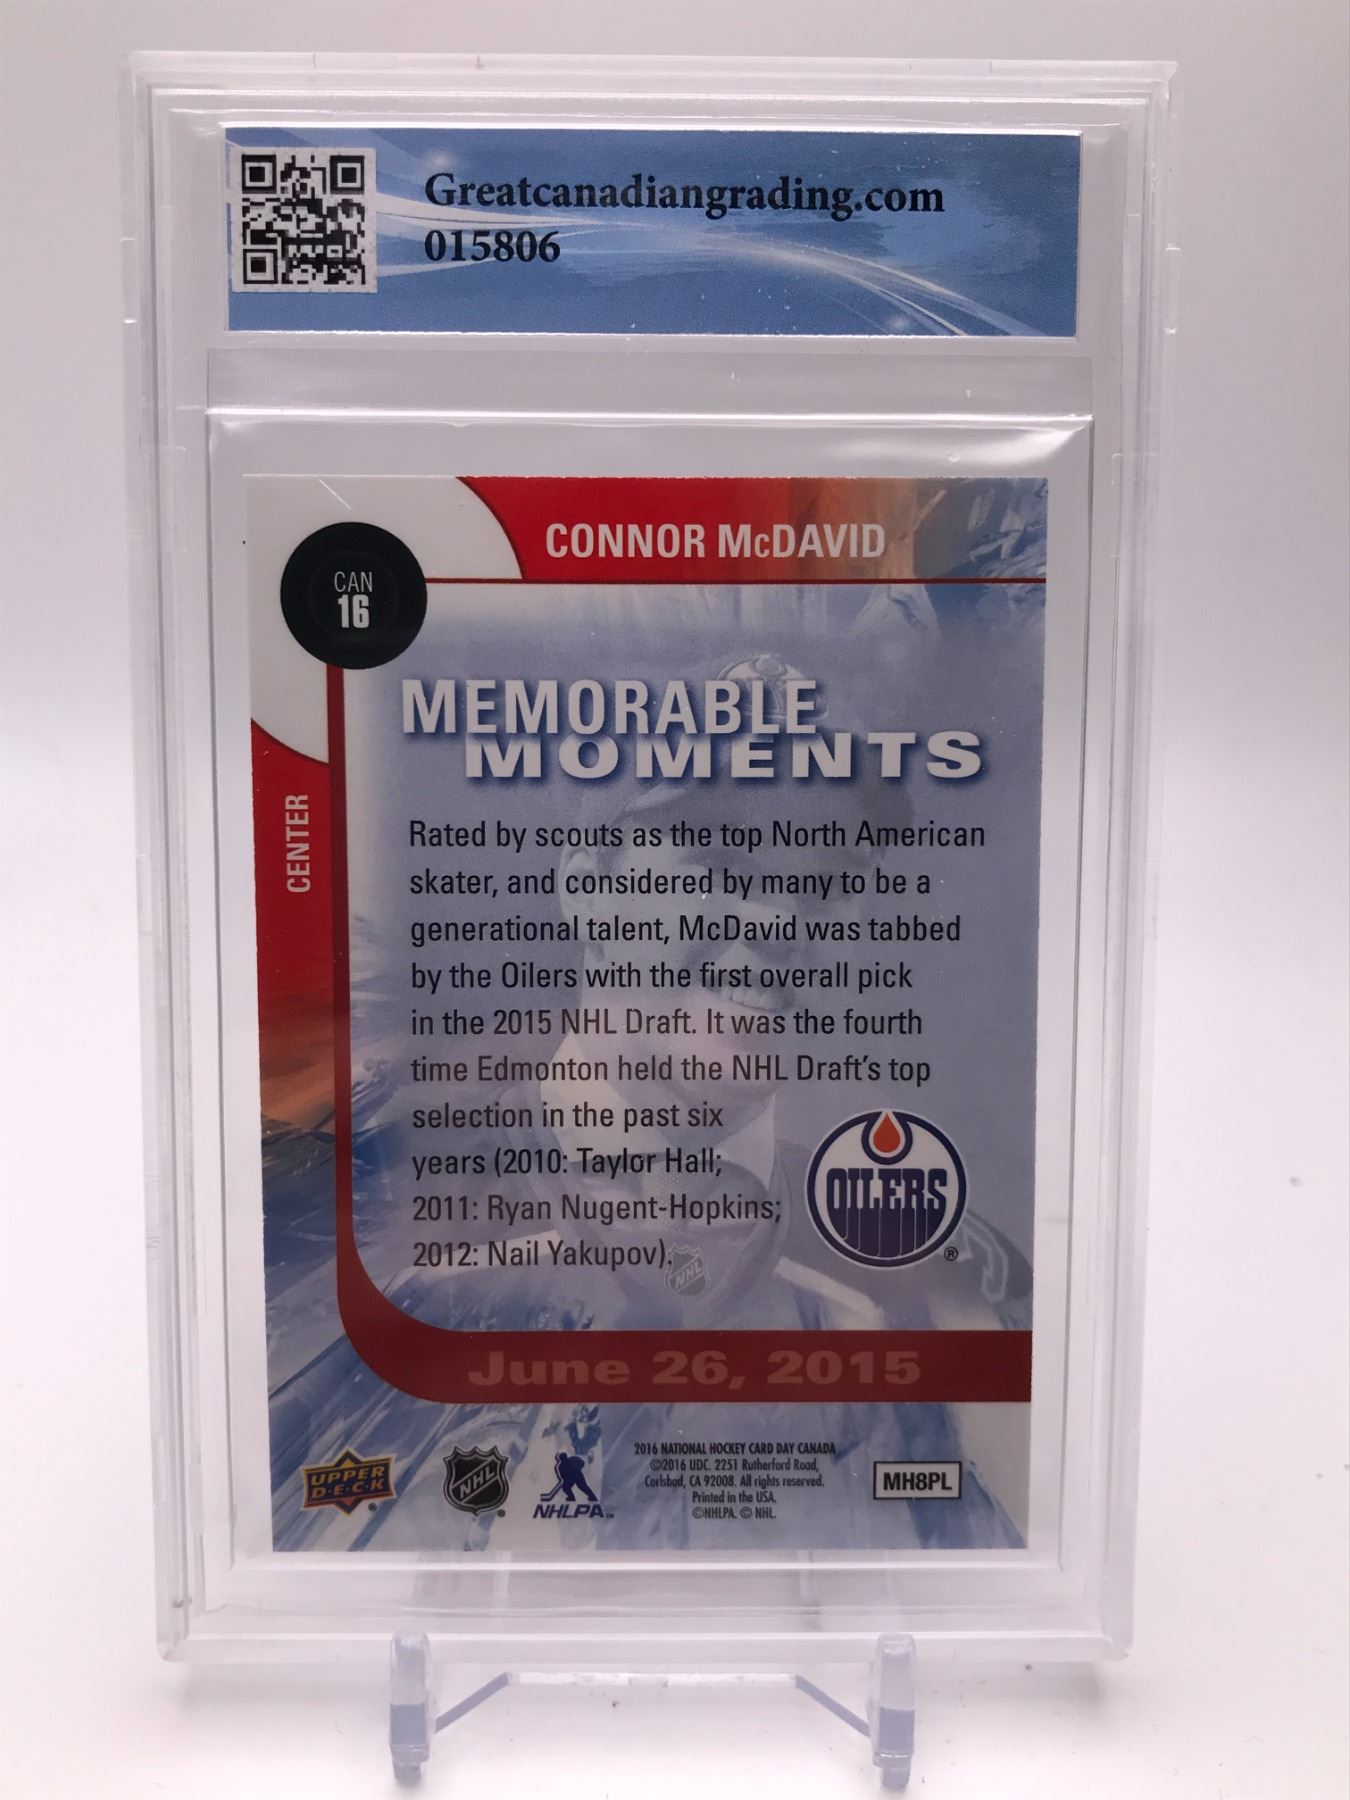 Greatcanadiangrading.com
015806
CONNOR McDAVID
CAN
16
MEMORABLE
MOMENTS
CENTER
Rated by scouts as the top North American
skater, and considered by many to be a
generational talent, McDavid was tabbed
by the Oilers with the first overall pick
in the 2015 NHL Draft. It was the fourth
time Edmonton held the NHL Draft's top
selection in the past six
years (2010: Taylor Hall;
2011: Ryan Nugent-Hopkins;
2012: Nail Yakupov).
OILERS
®
NHL
June 26, 2015
UPPER
D·E·C·K
®
NHL
®
NHLPA™
2016 NATIONAL HOCKEY CARD DAY CANADA
©2016 UDC. 2251 Rutherford Road,
Carlsbad, CA 92008. All rights reserved.
Printed in the USA.
©NHLPA. © NHL.
MH8PL